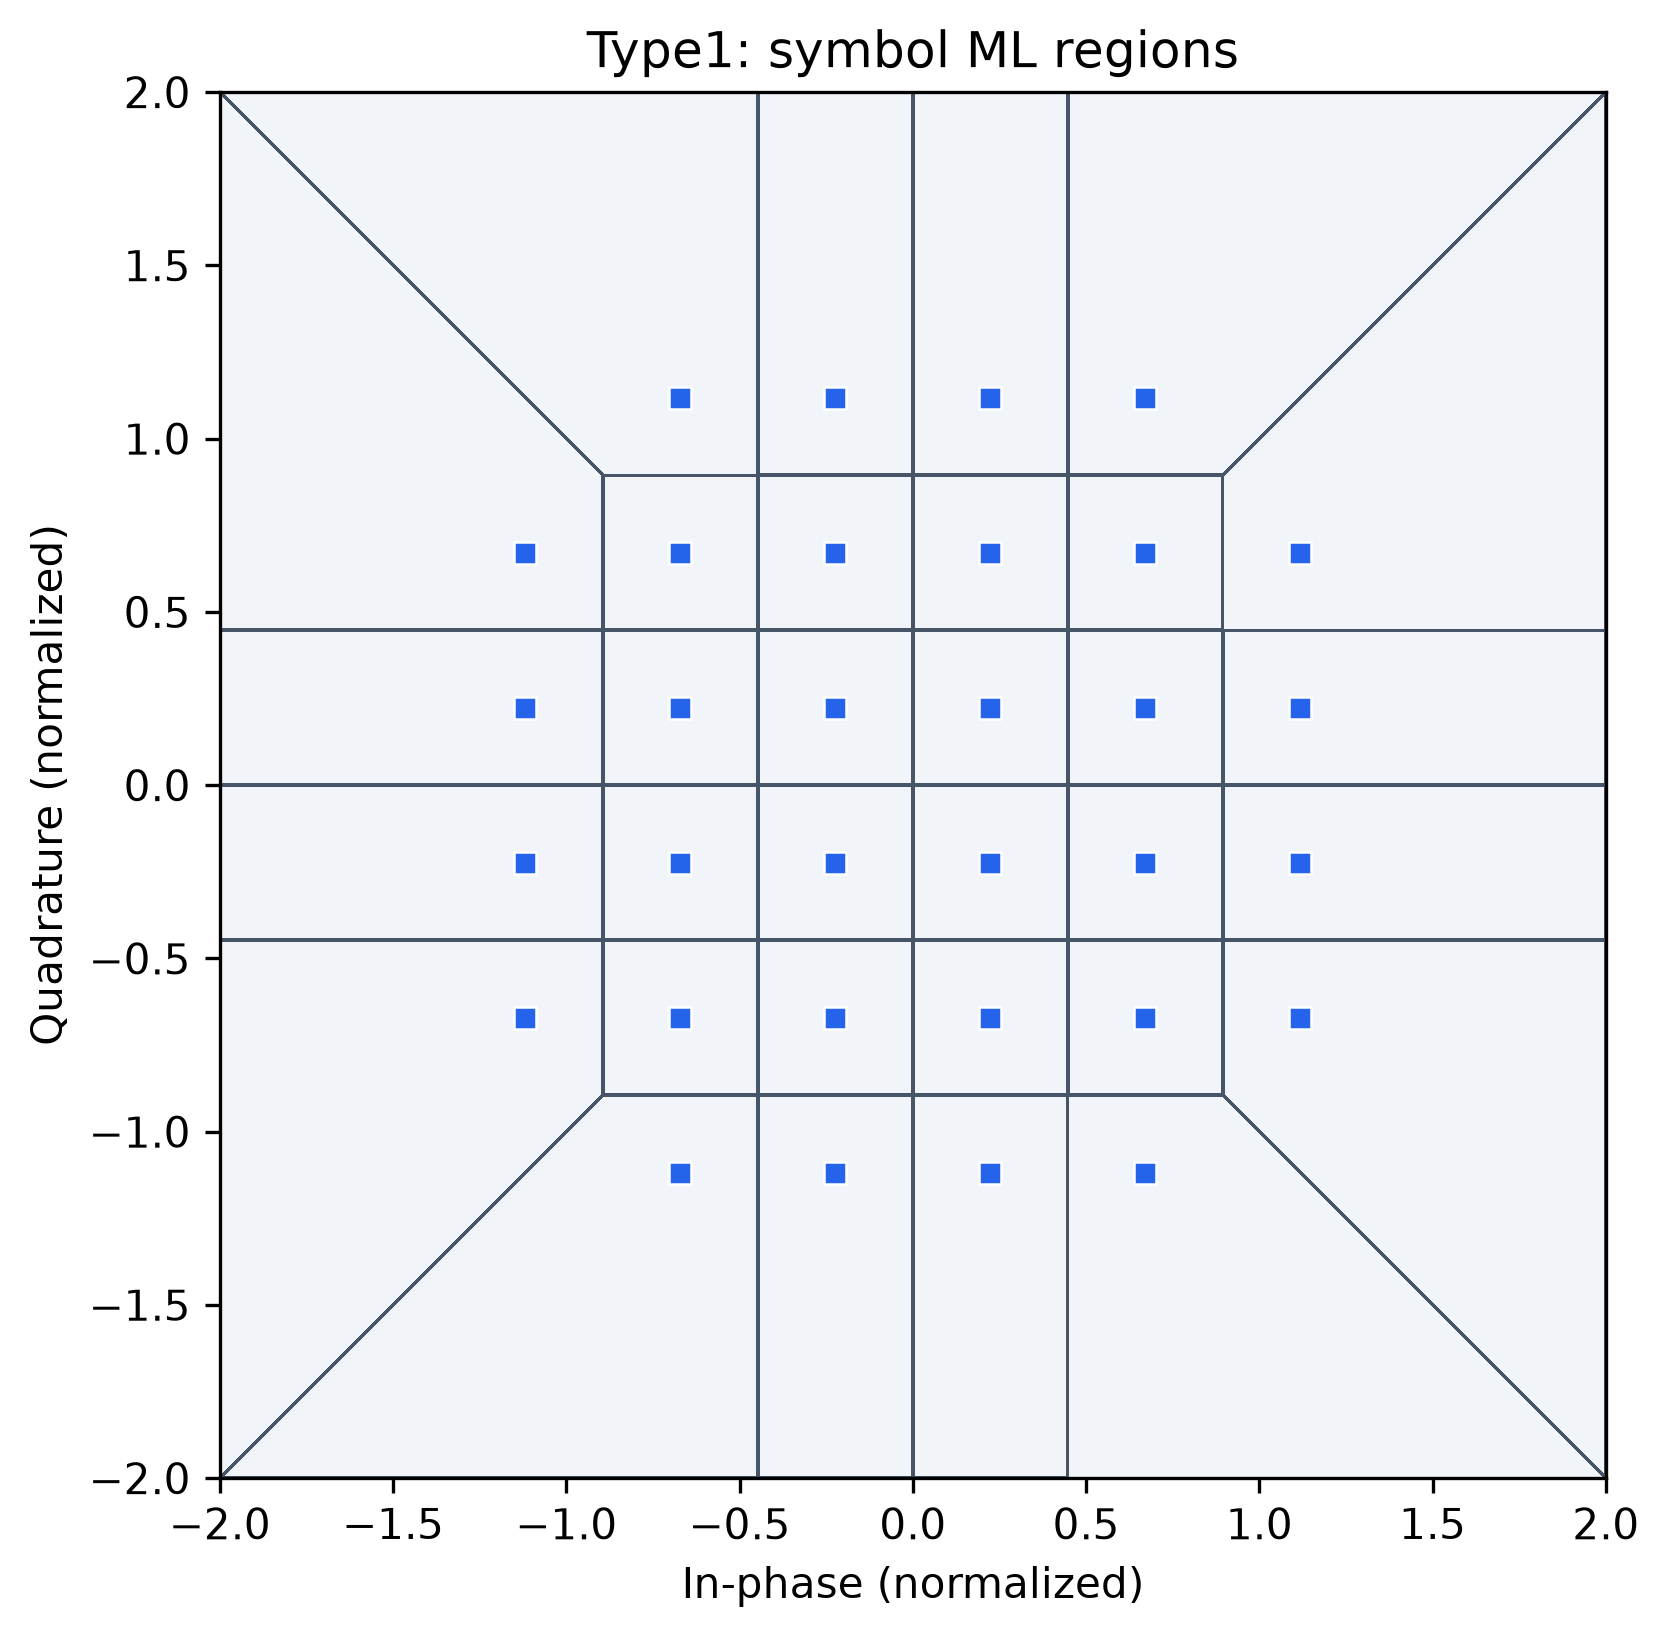 Type1: symbol ML regions
2.0
1.5
1.0
0.5
0.0
−0.5
−1.0
−1.5
−2.0
Quadrature (normalized)
−2.0 −1.5 −1.0 −0.5 0.0 0.5 1.0 1.5 2.0
In-phase (normalized)